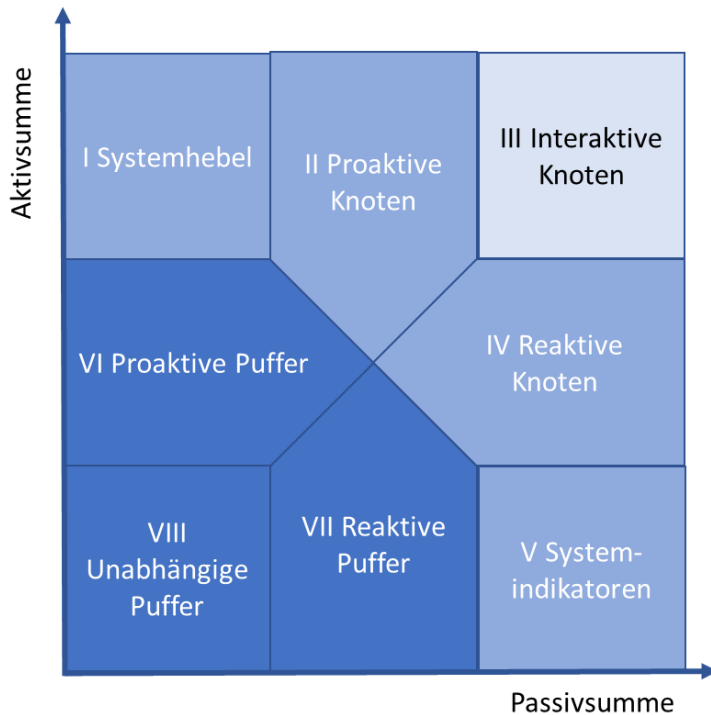 Aktivsumme
I Systemhebel
II Proaktive
Knoten
III Interaktive
Knoten
VI Proaktive Puffer
IV Reaktive
Knoten
VIII
Unabhängige
Puffer
VII Reaktive
Puffer
V System-
indikatoren
Passivsumme